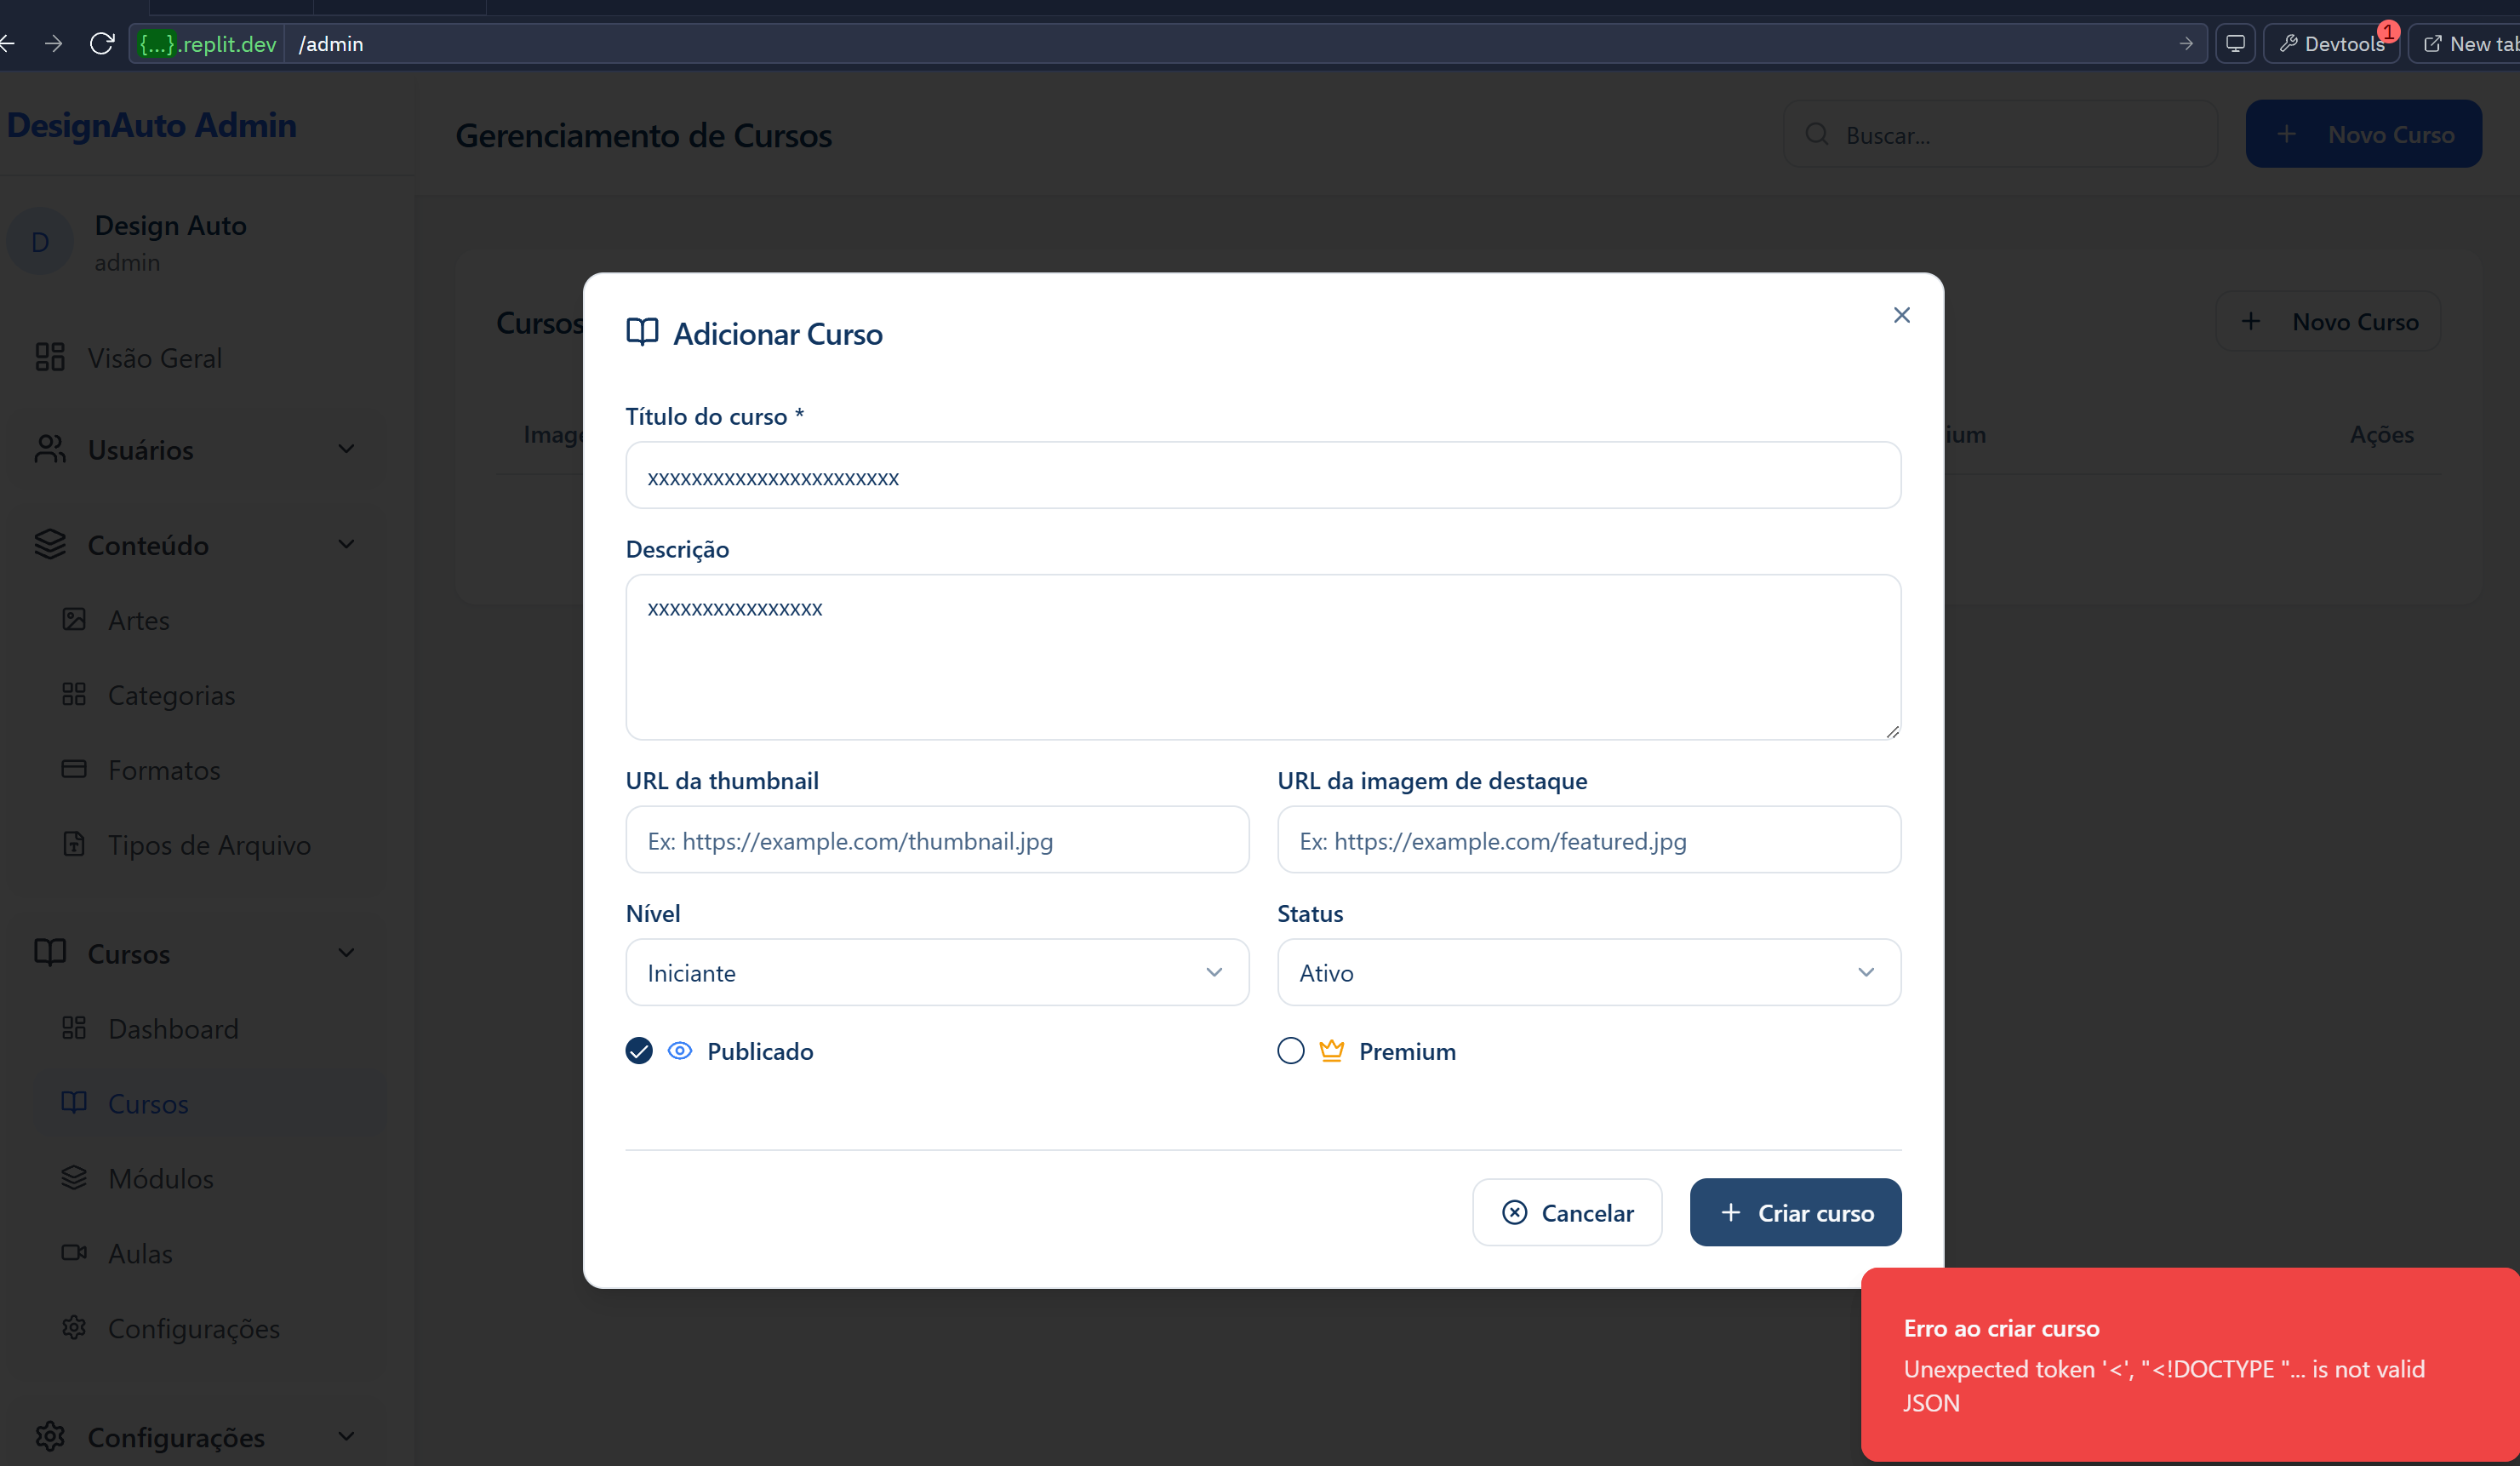 {...}.replit.dev /admin
Devtools 1
New tab
DesignAuto Admin
D
Design Auto
admin
Visão Geral
Usuários
Conteúdo
Artes
Categorias
Formatos
Tipos de Arquivo
Cursos
Dashboard
Cursos
Módulos
Aulas
Configurações
Configurações
Gerenciamento de Cursos
Buscar...
Novo Curso
Cursos
Novo Curso
Ações
Adicionar Curso
Título do curso *
xxxxxxxxxxxxxxxxxxxxxxx
Descrição
xxxxxxxxxxxxxxxx
URL da thumbnail
Ex: https://example.com/thumbnail.jpg
URL da imagem de destaque
Ex: https://example.com/featured.jpg
Nível
Iniciante
Status
Ativo
Publicado
Premium
Cancelar
Criar curso
Erro ao criar curso
Unexpected token '<', "<!DOCTYPE "... is not valid
JSON